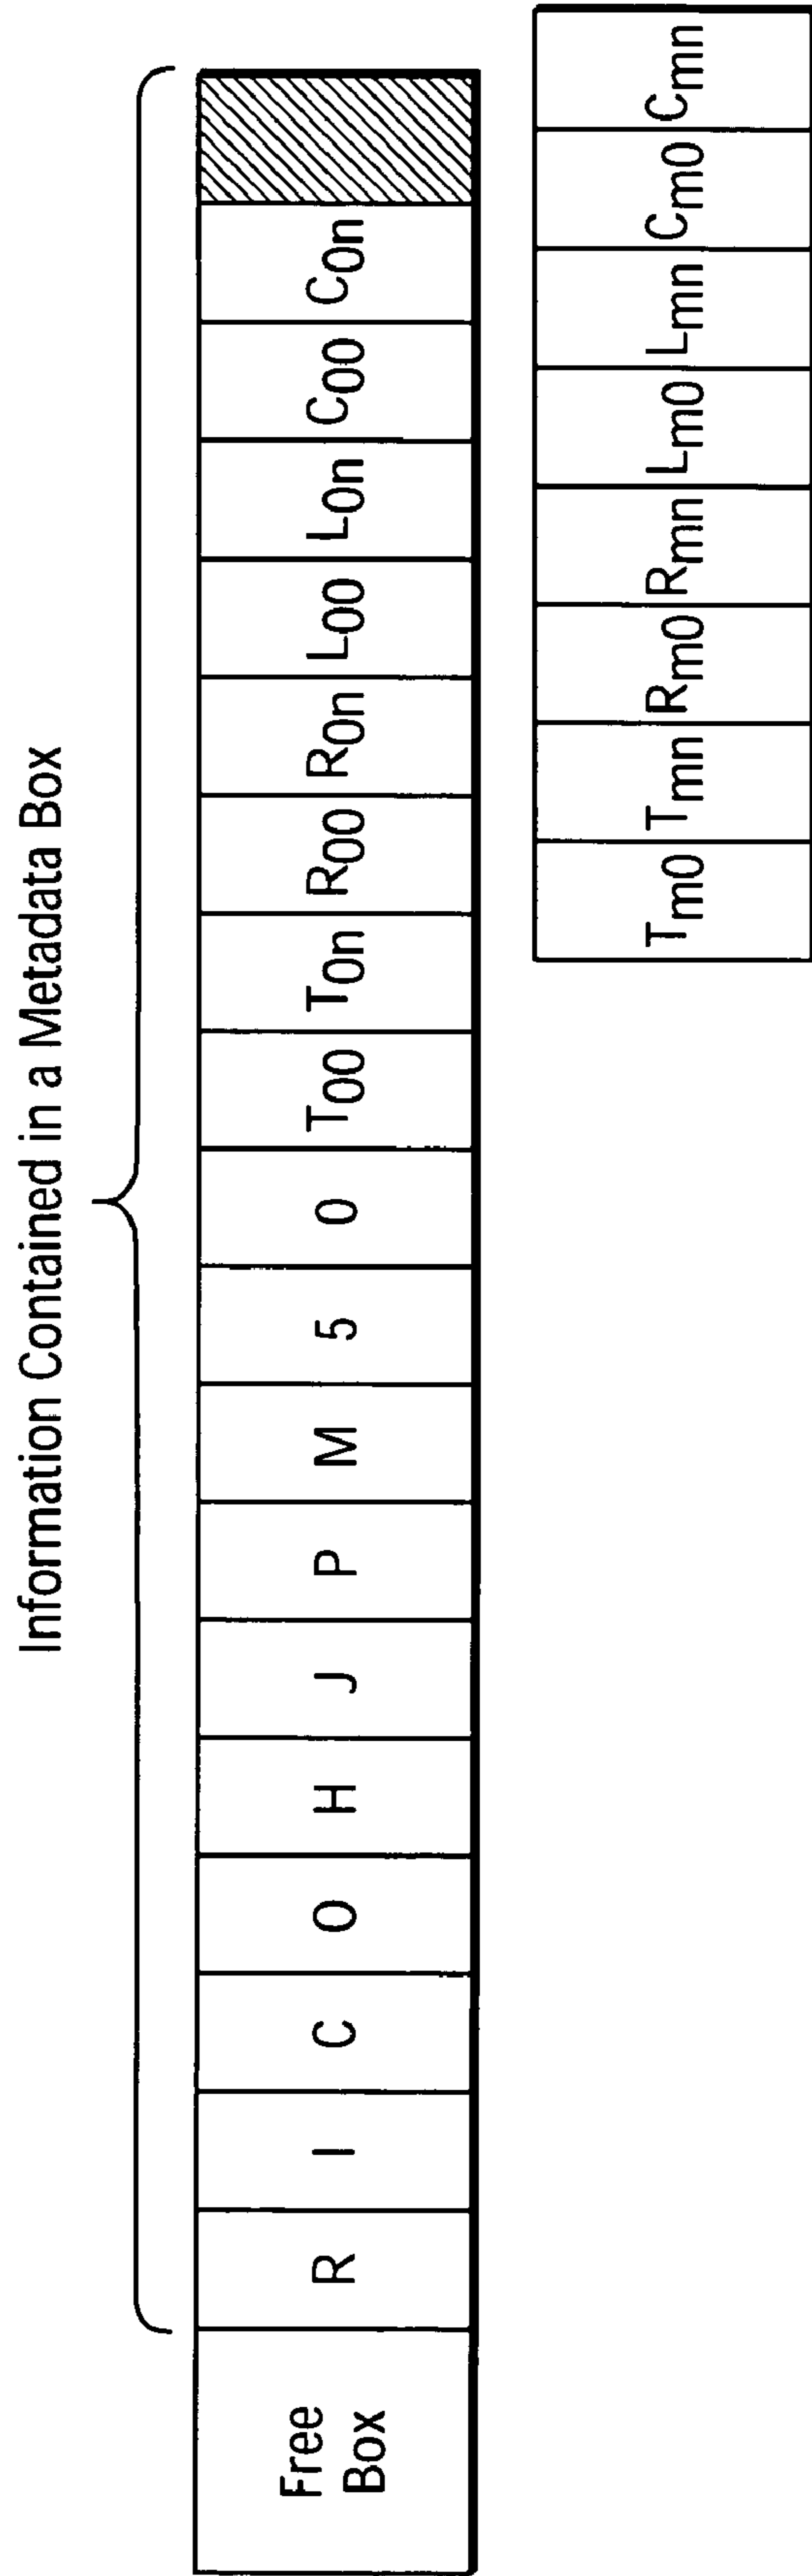 Information Contained in a Metadata Box
Free
Box
R I C O H J P M 5 0 T00 T0n R00 R0n L00 L0n C00 C0n
Tm0 Tmn Rm0 Rmn Lm0 Lmn Cm0 Cmn